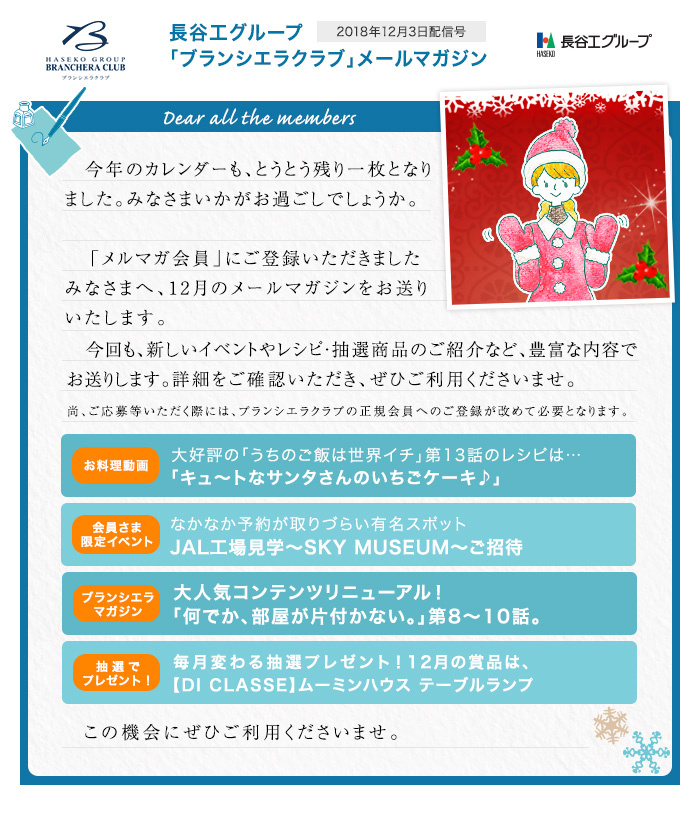 B
HASEKO GROUP
BRANCHERA CLUB
ブランシエラクラブ
長谷工グループ
2018年12月3日配信号
「ブランシエラクラブ」メールマガジン
長谷工グループ
HASEKO
Dear all the members
今年のカレンダーも、とうとう残り一枚となり
ました。みなさまいかがお過ごしでしょうか。
「メルマガ会員」にご登録いただきました
みなさまへ、12月のメールマガジンをお送り
いたします。
今回も、新しいイベントやレシピ・抽選商品のご紹介など、豊富な内容で
お送りします。詳細をご確認いただき、ぜひご利用くださいませ。
尚、ご応募等いただく際には、ブランシエラクラブの正規会員へのご登録が改めて必要となります。
お料理動画
大好評の「うちのご飯は世界イチ」第13話のレシピは…
「キュ〜トなサンタさんのいちごケーキ♪」
会員さま
限定イベント
なかなか予約が取りづらい有名スポット
JAL工場見学〜SKY MUSEUM〜ご招待
ブランシエラ
マガジン
大人気コンテンツリニューアル！
「何でか、部屋が片付かない。」第8〜10話。
抽選で
プレゼント！
毎月変わる抽選プレゼント！12月の賞品は、
【DI CLASSE】ムーミンハウス テーブルランプ
この機会にぜひご利用くださいませ。